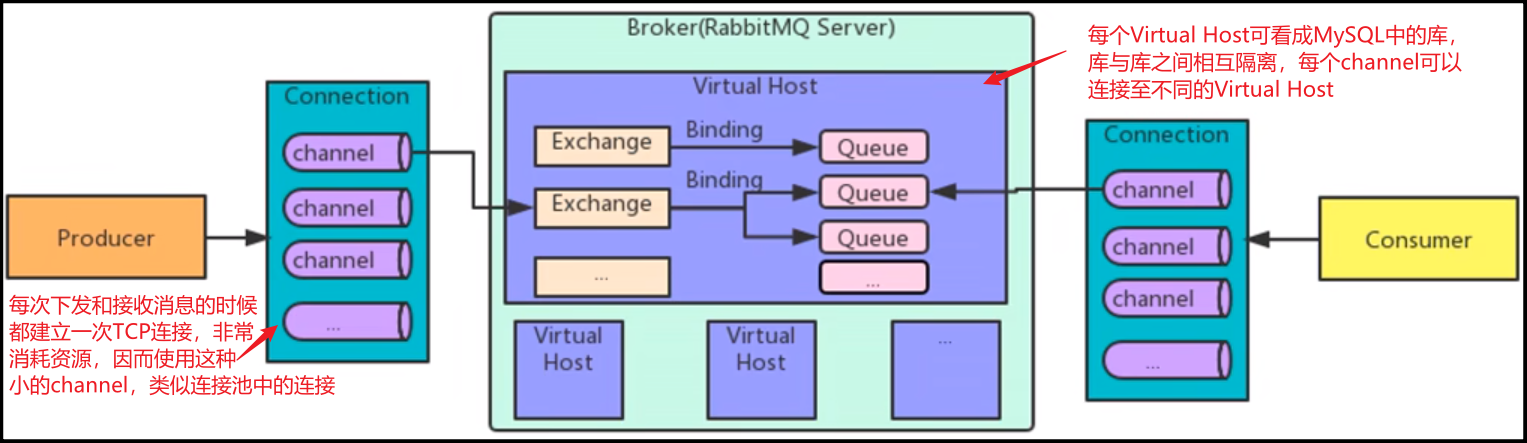 Producer
每次下发和接收消息的时候
都建立一次TCP连接，非常
消耗资源，因而使用这种
小的channel，类似连接池中的连接
Connection
channel
channel
channel
...
Broker(RabbitMQ Server)
Virtual Host
Exchange
Binding
Queue
Exchange
Binding
Queue
Queue
...
...
Virtual
Host
Virtual
Host
...
每个Virtual Host可看成MySQL中的库，
库与库之间相互隔离，每个channel可以
连接至不同的Virtual Host
Connection
channel
channel
channel
...
Consumer